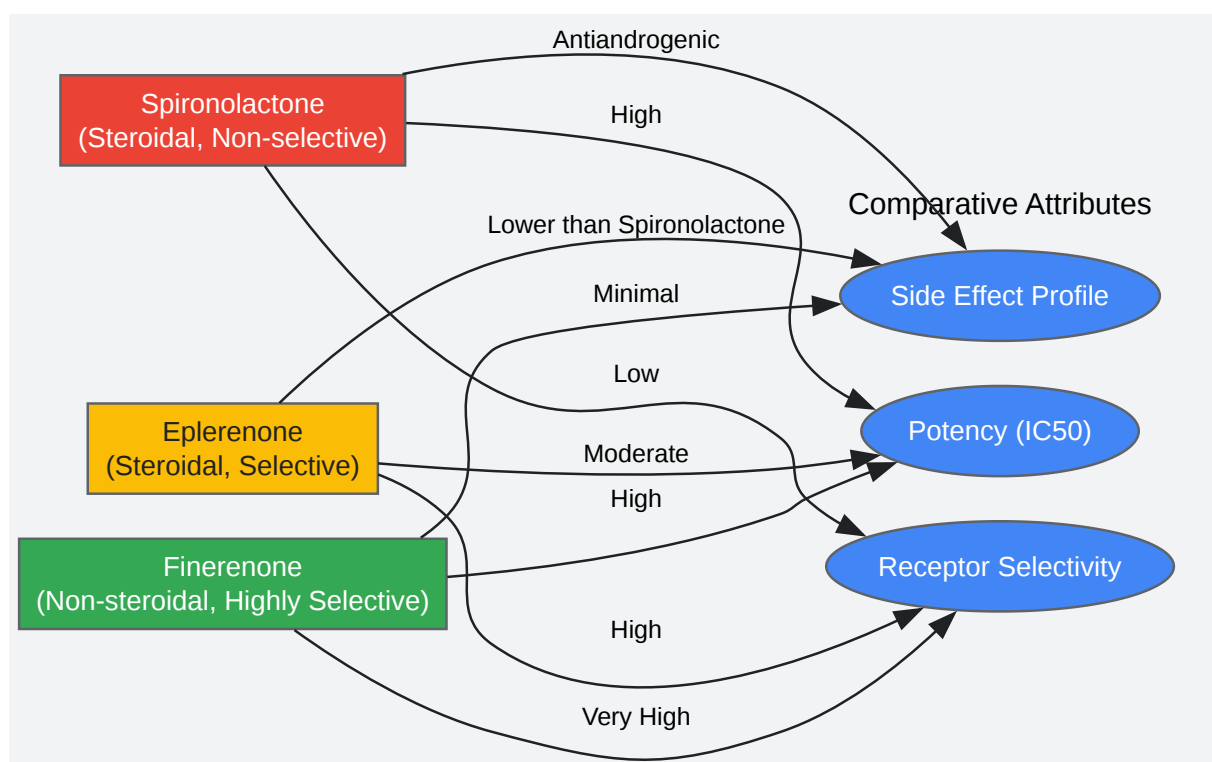 Antiandrogenic
Spironolactone
(Steroidal, Non-selective)
High
Comparative Attributes
Lower than Spironolactone
Side Effect Profile
Minimal
Low
Eplerenone
(Steroidal, Selective)
Potency (IC50)
Moderate
High
Finerenone
(Non-steroidal, Highly Selective)
Receptor Selectivity
High
Very High